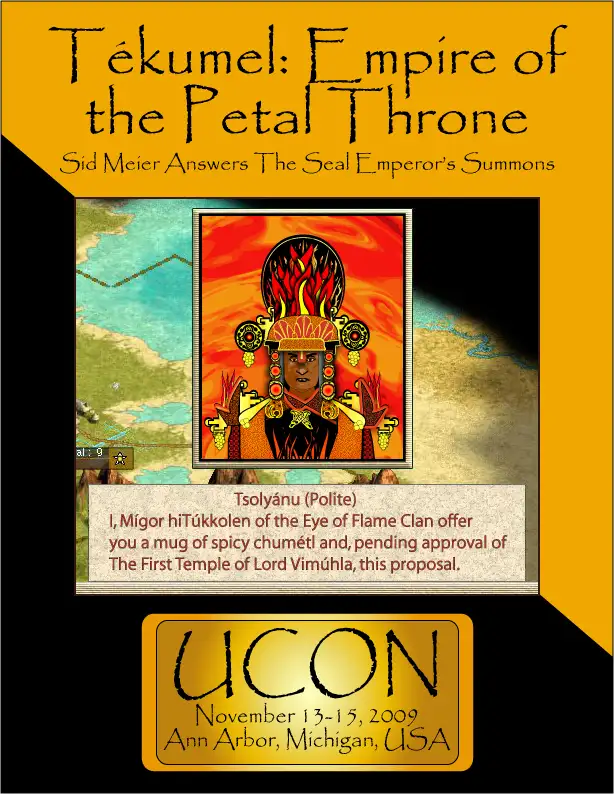 Tékumel: Empire of
the Petal Throne
Sid Meier Answers The Seal Emperor's Summons
al : 9
Tsolyánu (Polite)
I, Mígor hiTúkkolen of the Eye of Flame Clan offer
you a mug of spicy chumétl and, pending approval of
The First Temple of Lord Vimúhla, this proposal.
UCON
November 13-15, 2009
Ann Arbor, Michigan, USA